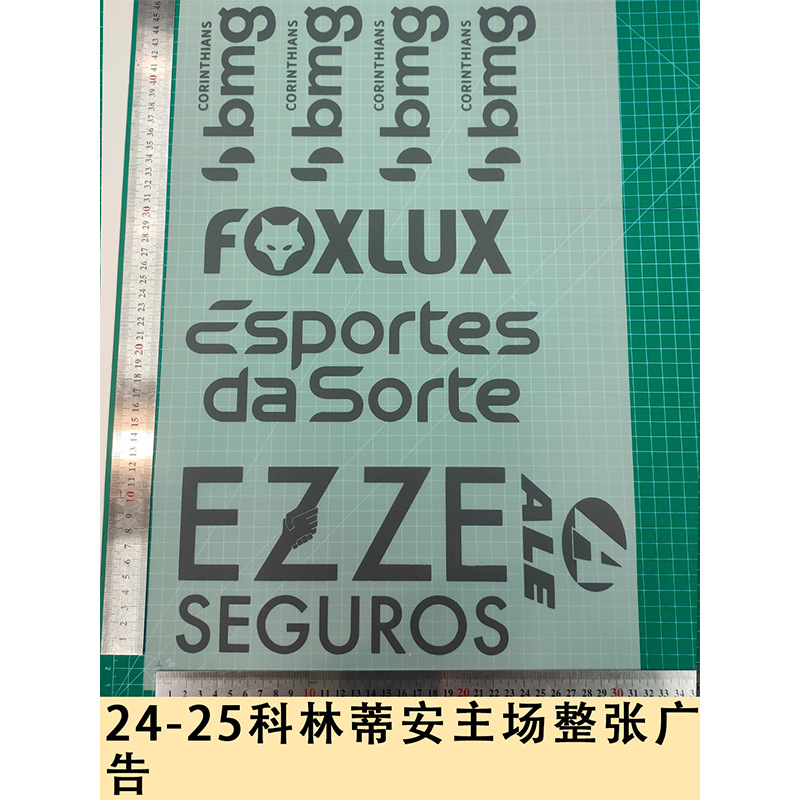 CORINTHIANS
bmg
CORINTHIANS
bmg
CORINTHIANS
bmg
CORINTHIANS
bmg
FOXLUX
Esportes
da Sorte
EZZE
SEGUROS
ALE
24-25科林蒂安主场整张广
告